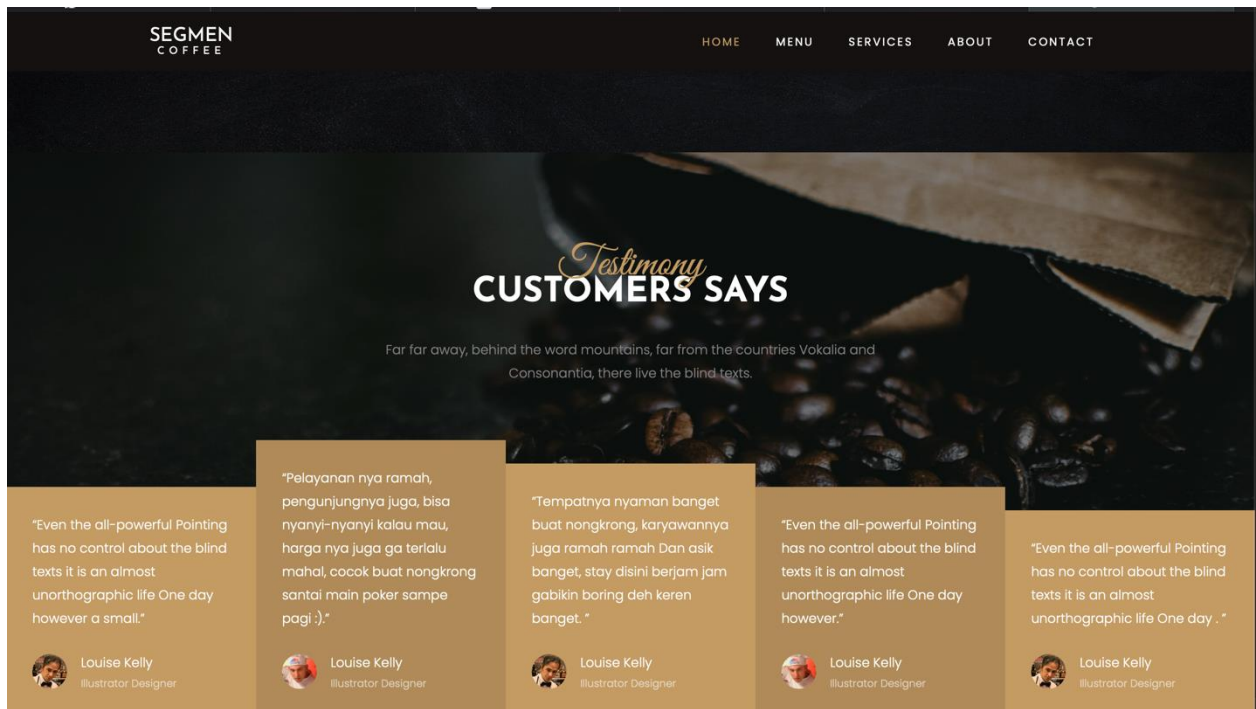 SEGMEN
COFFEE
HOME MENU SERVICES ABOUT CONTACT
Testimony
CUSTOMERS SAYS
Far far away, behind the word mountains, far from the countries Vokalia and
Consonantia, there live the blind texts.
“Even the all-powerful Pointing
has no control about the blind
texts it is an almost
unorthographic life One day
however a small.”
Louise Kelly
Illustrator Designer
“Pelayanan nya ramah,
pengunjungnya juga, bisa
nyanyi-nyanyi kalau mau,
harga nya juga ga terlalu
mahal, cocok buat nongkrong
santai main poker sampe
pagi :).”
Louise Kelly
Illustrator Designer
“Tempatnya nyaman banget
buat nongkrong, karyawannya
juga ramah ramah Dan asik
banget, stay disini berjam jam
gabikin boring deh keren
banget. ”
Louise Kelly
Illustrator Designer
“Even the all-powerful Pointing
has no control about the blind
texts it is an almost
unorthographic life One day
however.”
Louise Kelly
Illustrator Designer
“Even the all-powerful Pointing
has no control about the blind
texts it is an almost
unorthographic life One day . ”
Louise Kelly
Illustrator Designer